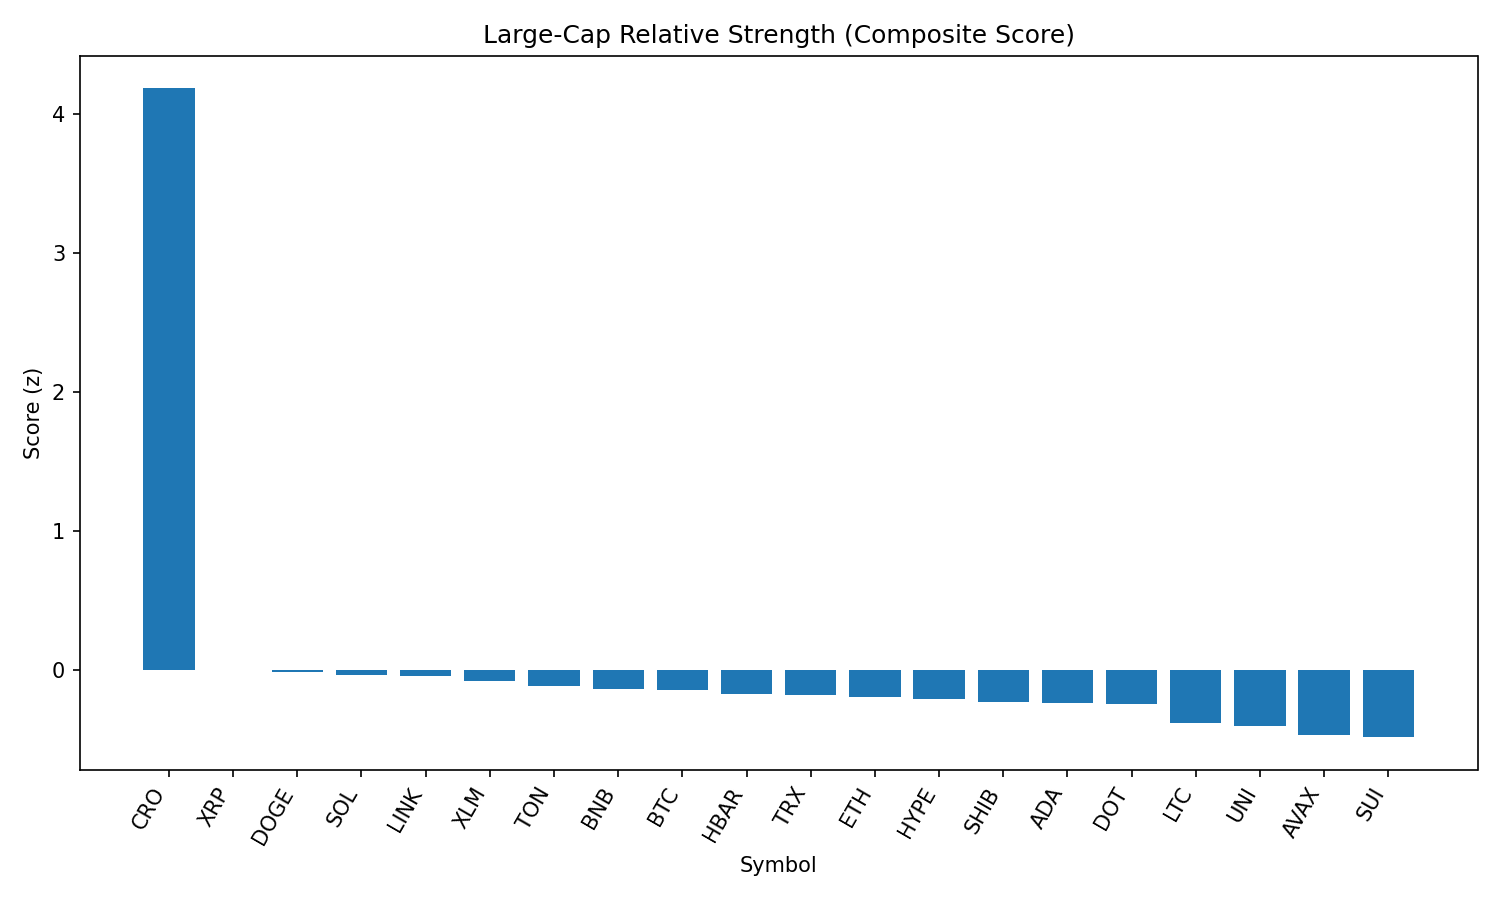 Large-Cap Relative Strength (Composite Score)
Score (z)
4
3
2
1
0
CRO
XRP
DOGE
SOL
LINK
XLM
TON
BNB
BTC
HBAR
TRX
ETH
HYPE
SHIB
ADA
DOT
LTC
UNI
AVAX
SUI
Symbol